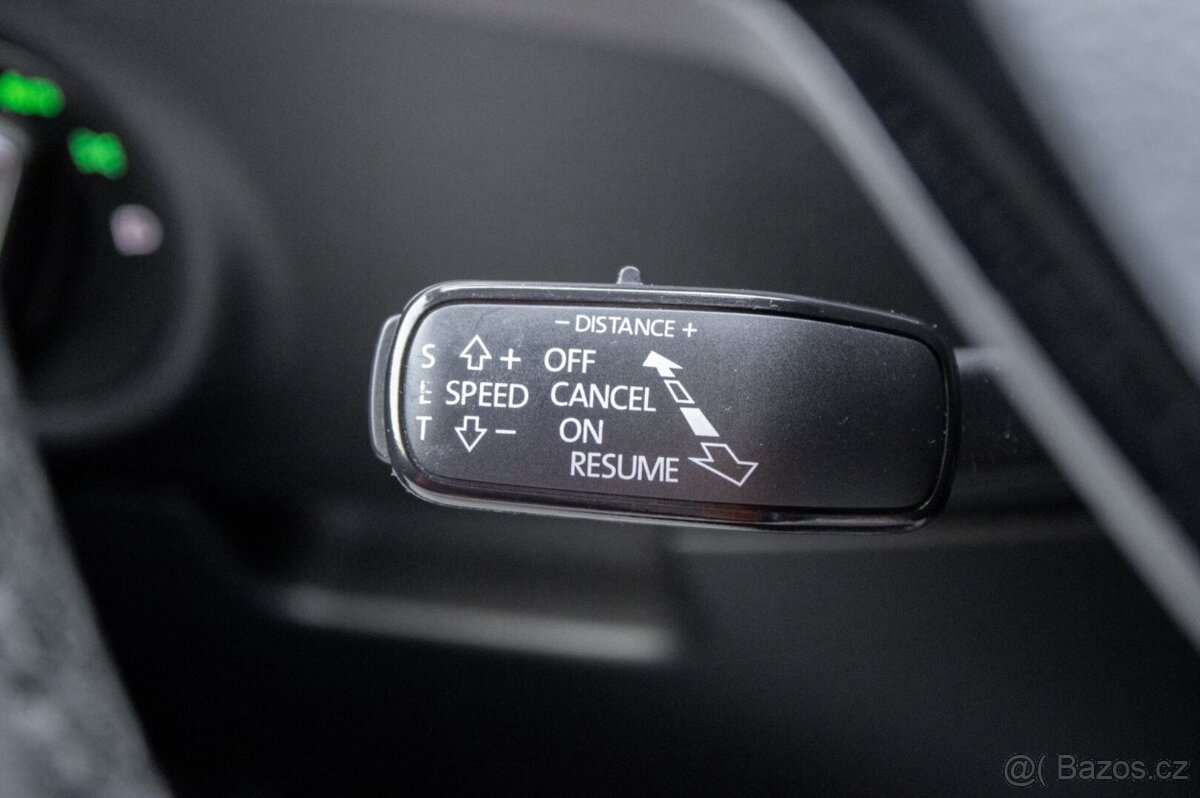 − DISTANCE +
S + OFF
E SPEED CANCEL
T − ON
RESUME
@( Bazos.cz